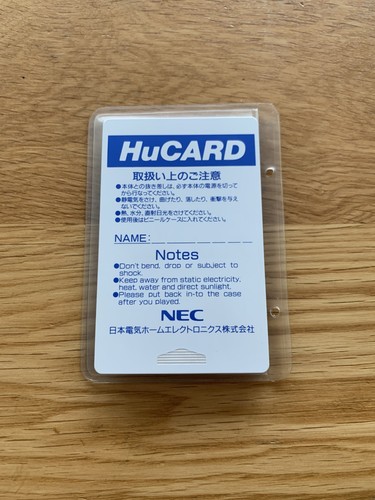 HuCARD
取扱い上のご注意
●本体との抜き差しは、必ず本体の電源を切って
から行なってください。
●静電気をさけ、曲げたり、落したり、衝撃を与え
ないでください。
●熱、水分、直射日光をさけてください。
●使用後はビニールケースに入れてください。
NAME: _ _ _ _ _ _
Notes
●Don't bend, drop or subject to
shock.
●Keep away from static electricity,
heat, water and direct sunlight.
●Please put back in-to the case
after you played.
NEC
日本電気ホームエレクトロニクス株式会社